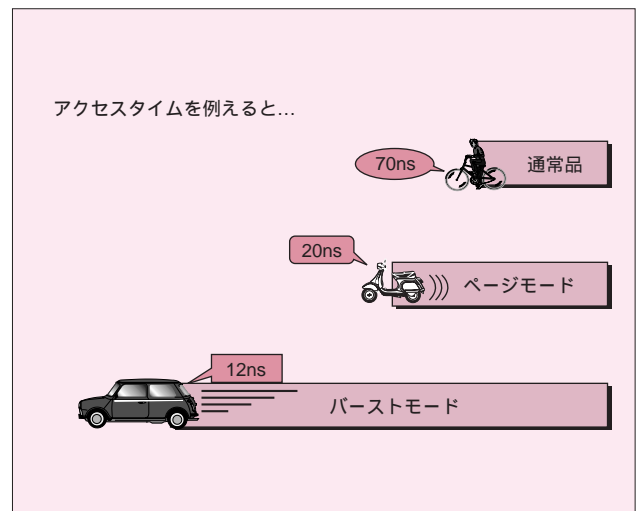 アクセスタイムを例えると...
70ns
通常品
20ns
ページモード
12ns
バーストモード